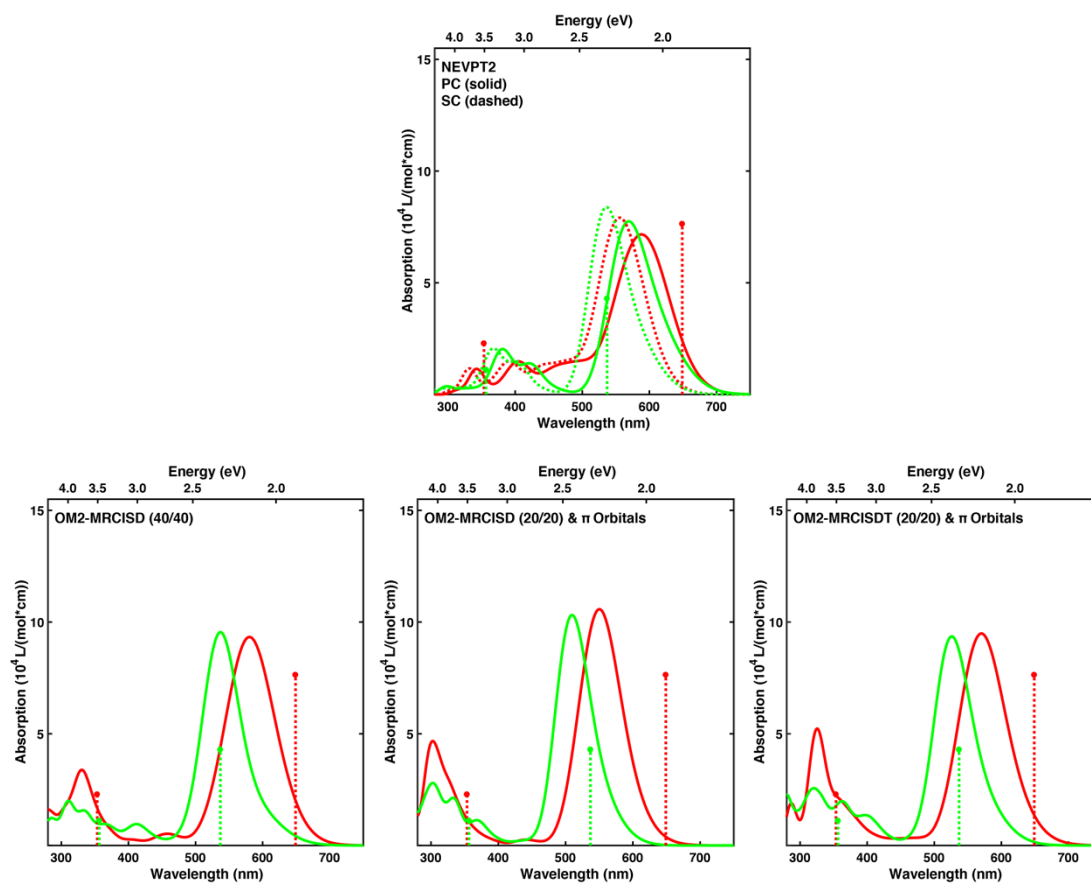 Energy (eV)
4.0 3.5 3.0 2.5 2.0
NEVPT2
PC (solid)
SC (dashed)
15
10
5
Absorption (10⁴ L/(mol*cm))
300 400 500 600 700
Wavelength (nm)
Energy (eV)
4.0 3.5 3.0 2.5 2.0
OM2-MRCISD (40/40)
15
10
5
Absorption (10⁴ L/(mol*cm))
300 400 500 600 700
Wavelength (nm)
Energy (eV)
4.0 3.5 3.0 2.5 2.0
OM2-MRCISD (20/20) & π Orbitals
15
10
5
Absorption (10⁴ L/(mol*cm))
300 400 500 600 700
Wavelength (nm)
Energy (eV)
4.0 3.5 3.0 2.5 2.0
OM2-MRCISDT (20/20) & π Orbitals
15
10
5
Absorption (10⁴ L/(mol*cm))
300 400 500 600 700
Wavelength (nm)